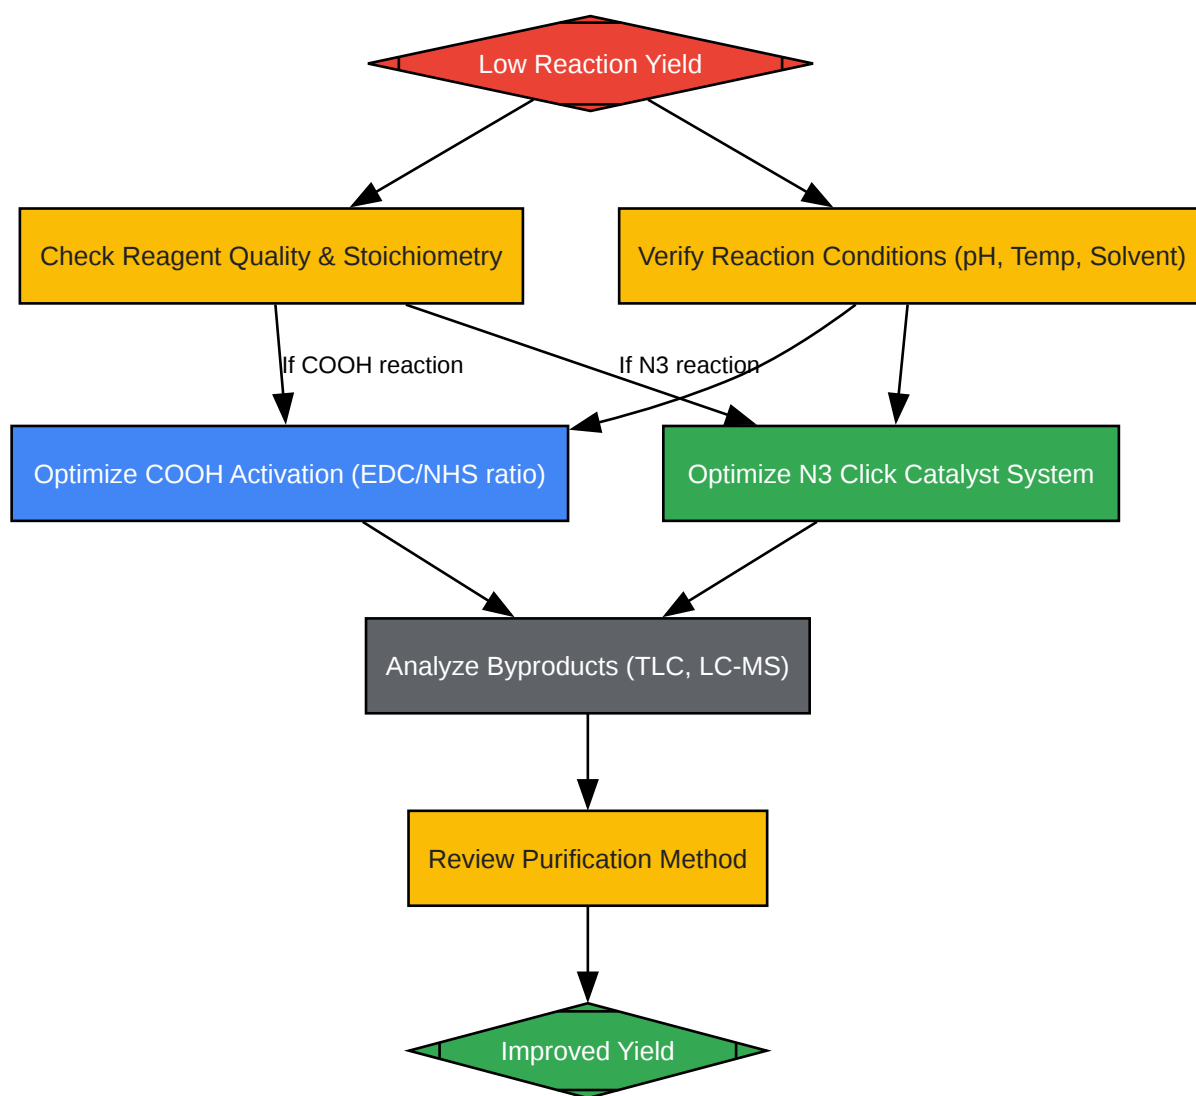 Low Reaction Yield
Check Reagent Quality & Stoichiometry
Verify Reaction Conditions (pH, Temp, Solvent)
If COOH reaction
If N3 reaction
Optimize COOH Activation (EDC/NHS ratio)
Optimize N3 Click Catalyst System
Analyze Byproducts (TLC, LC-MS)
Review Purification Method
Improved Yield